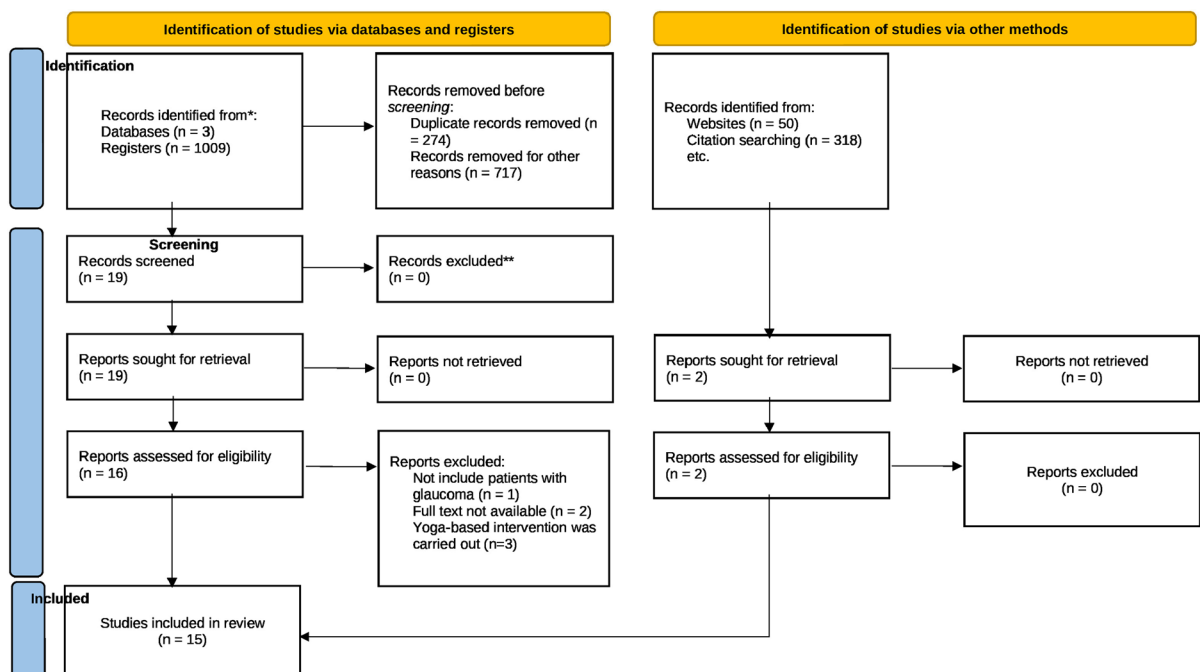 Identification of studies via databases and registers
Identification of studies via other methods
Identification
Records identified from*:
Databases (n = 3)
Registers (n = 1009)
Records removed before
screening:
Duplicate records removed (n
= 274)
Records removed for other
reasons (n = 717)
Records identified from:
Websites (n = 50)
Citation searching (n = 318)
etc.
Screening
Records screened
(n = 19)
Records excluded**
(n = 0)
Reports sought for retrieval
(n = 19)
Reports not retrieved
(n = 0)
Reports sought for retrieval
(n = 2)
Reports not retrieved
(n = 0)
Reports assessed for eligibility
(n = 16)
Reports excluded:
Not include patients with
glaucoma (n = 1)
Full text not available (n = 2)
Yoga-based intervention was
carried out (n=3)
Reports assessed for eligibility
(n = 2)
Reports excluded
(n = 0)
Included
Studies included in review
(n = 15)